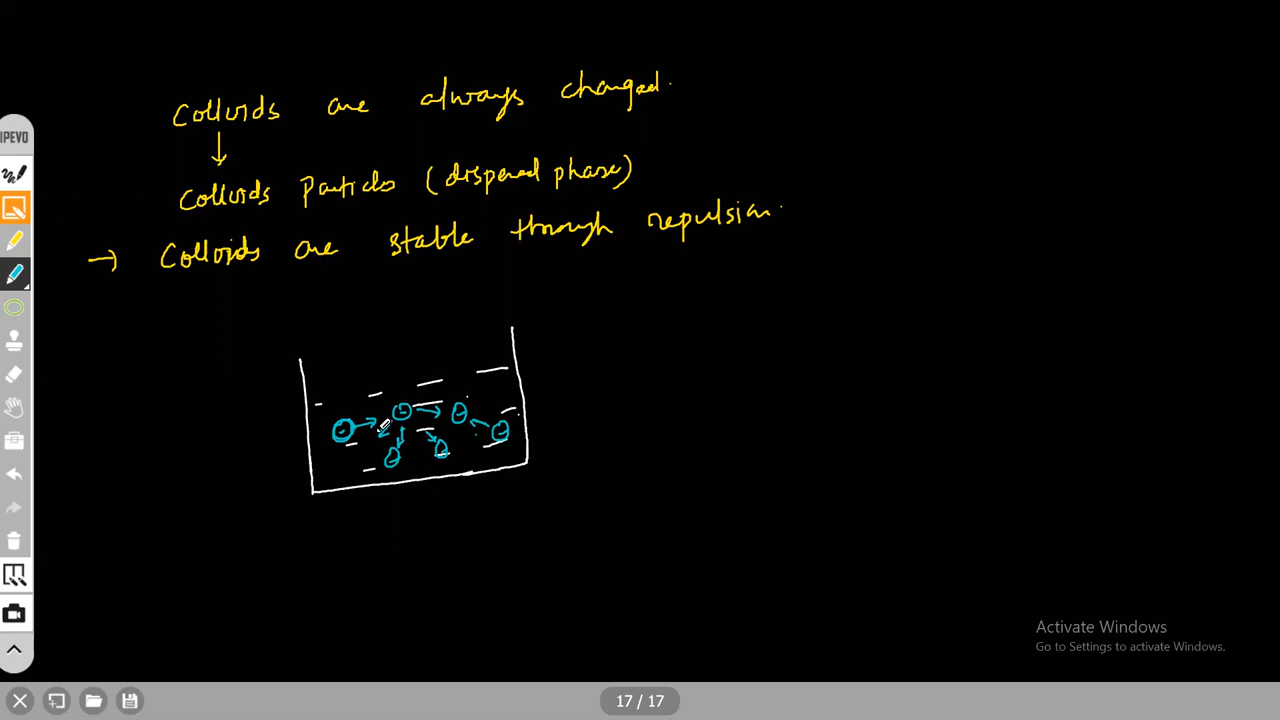 IPEVO
Colloids are always charged.
Colloids Particles (dispersed phase)
→ Colloids are stable through repulsion.
Activate Windows
Go to Settings to activate Windows.
17 / 17